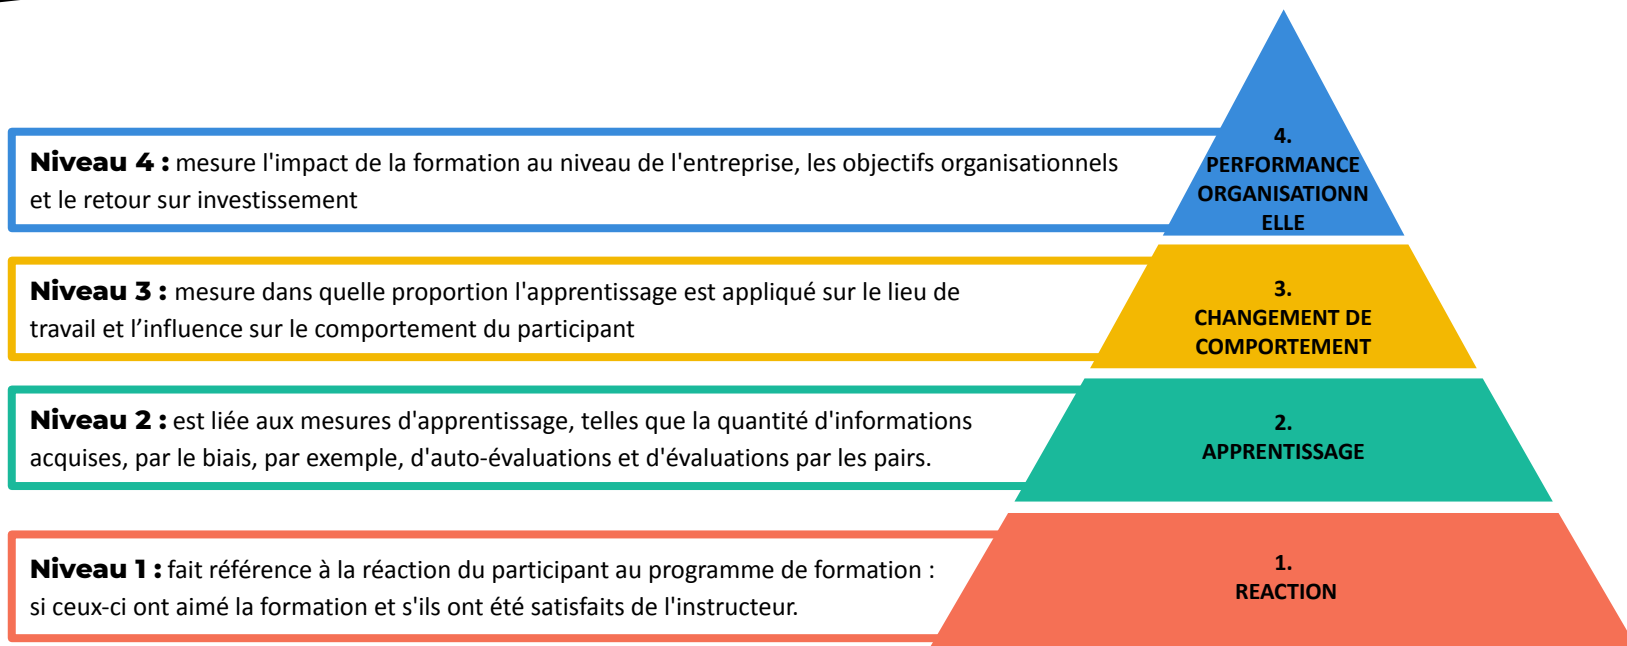 Niveau 4 : mesure l'impact de la formation au niveau de l'entreprise, les objectifs organisationnels
et le retour sur investissement
4.
PERFORMANCE
ORGANISATIONN
ELLE
Niveau 3 : mesure dans quelle proportion l'apprentissage est appliqué sur le lieu de
travail et l’influence sur le comportement du participant
3.
CHANGEMENT DE
COMPORTEMENT
Niveau 2 : est liée aux mesures d'apprentissage, telles que la quantité d'informations
acquises, par le biais, par exemple, d'auto-évaluations et d'évaluations par les pairs.
2.
APPRENTISSAGE
Niveau 1 : fait référence à la réaction du participant au programme de formation :
si ceux-ci ont aimé la formation et s'ils ont été satisfaits de l'instructeur.
1.
REACTION